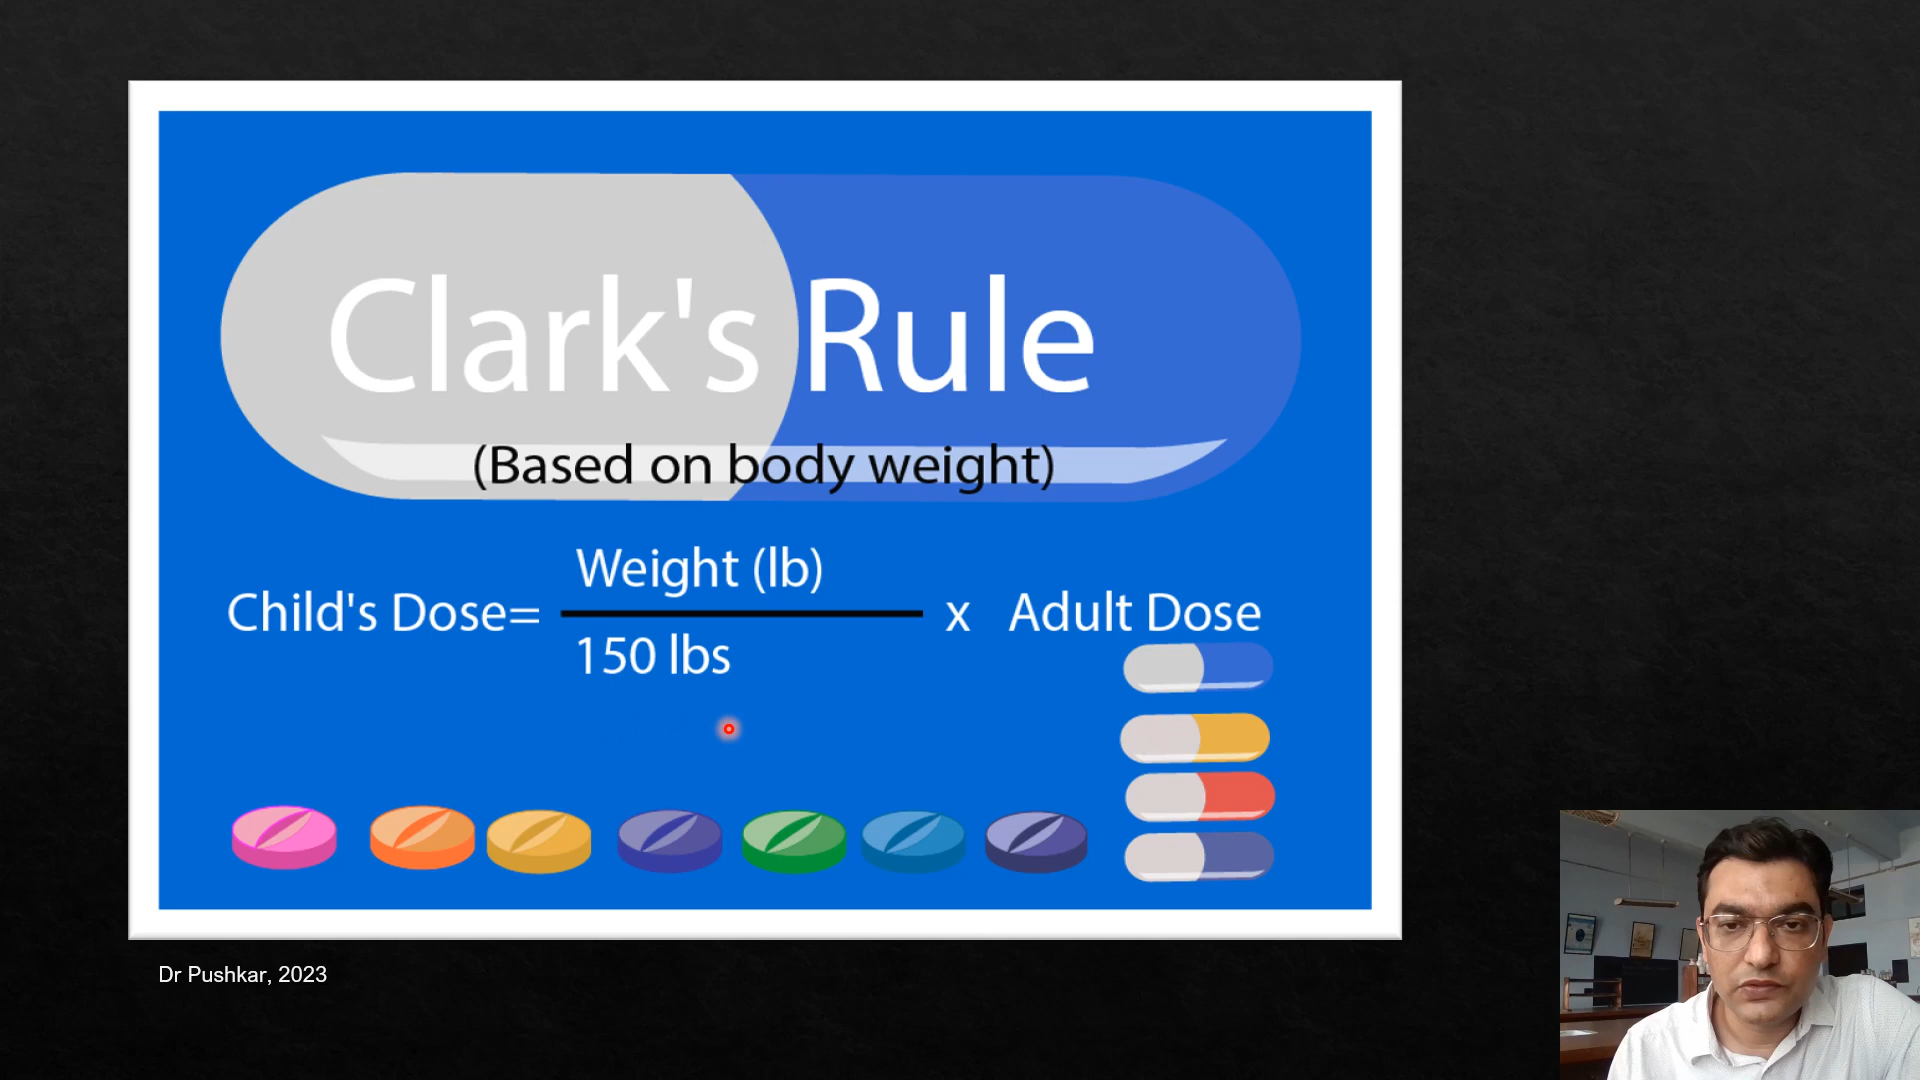 Clark's Rule
(Based on body weight)
Weight (lb)
Child's Dose= x Adult Dose
150 lbs
Dr Pushkar, 2023